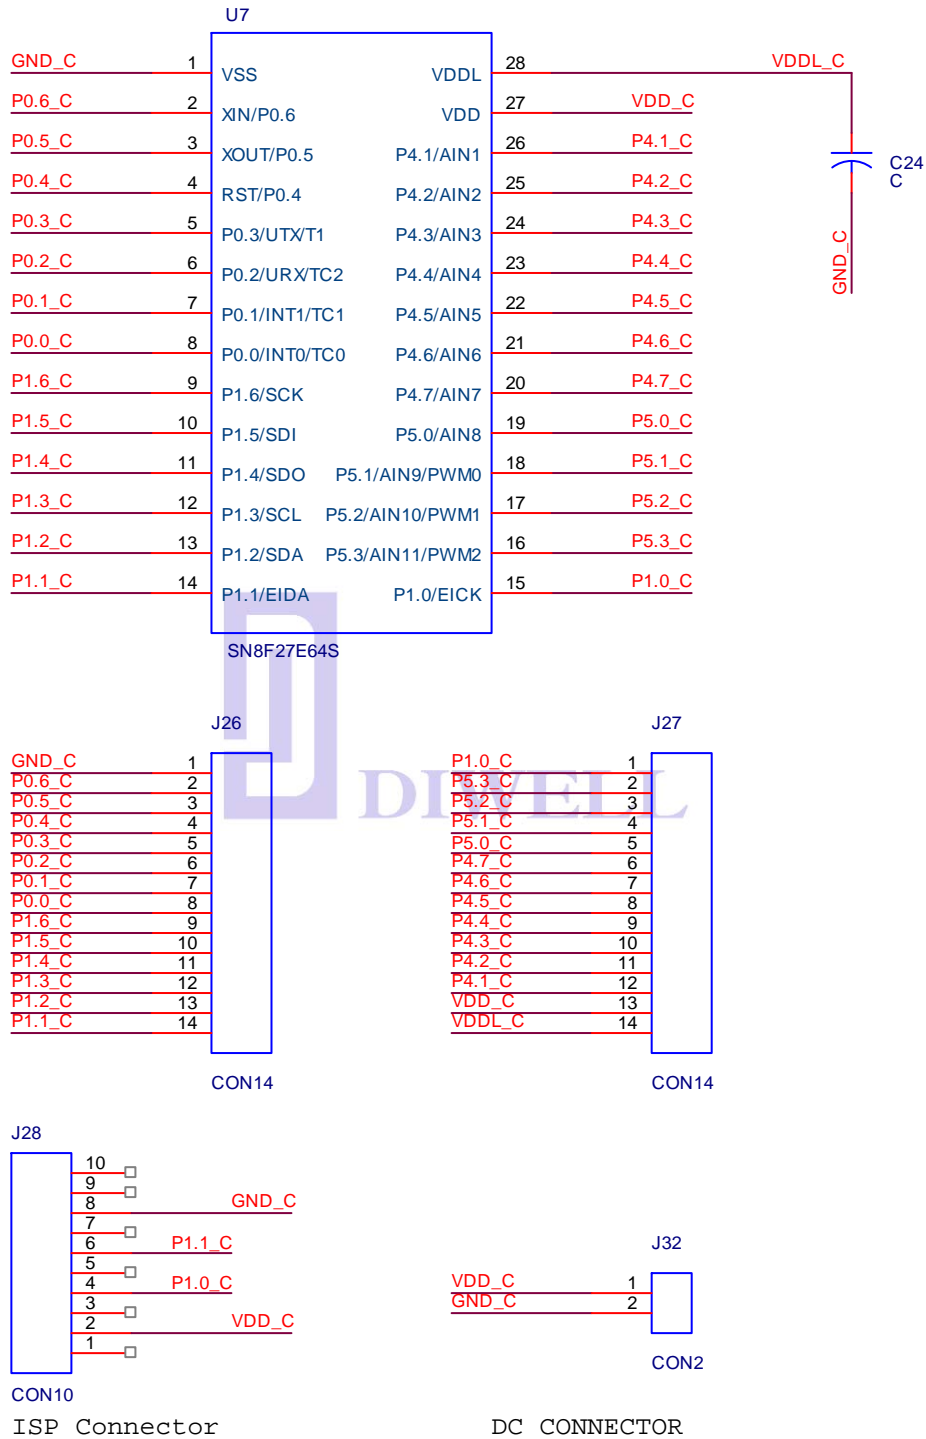 U7
GND_C 1 VSS VDDL 28 VDDL_C
P0.6_C 2 XIN/P0.6 VDD 27 VDD_C
P0.5_C 3 XOUT/P0.5 P4.1/AIN1 26 P4.1_C
P0.4_C 4 RST/P0.4 P4.2/AIN2 25 P4.2_C
P0.3_C 5 P0.3/UTX/T1 P4.3/AIN3 24 P4.3_C
P0.2_C 6 P0.2/URX/TC2 P4.4/AIN4 23 P4.4_C
P0.1_C 7 P0.1/INT1/TC1 P4.5/AIN5 22 P4.5_C
P0.0_C 8 P0.0/INT0/TC0 P4.6/AIN6 21 P4.6_C
P1.6_C 9 P1.6/SCK P4.7/AIN7 20 P4.7_C
P1.5_C 10 P1.5/SDI P5.0/AIN8 19 P5.0_C
P1.4_C 11 P1.4/SDO P5.1/AIN9/PWM0 18 P5.1_C
P1.3_C 12 P1.3/SCL P5.2/AIN10/PWM1 17 P5.2_C
P1.2_C 13 P1.2/SDA P5.3/AIN11/PWM2 16 P5.3_C
P1.1_C 14 P1.1/EIDA P1.0/EICK 15 P1.0_C
SN8F27E64S
C24
C
GND_C
DIWELL
J26
GND_C 1
P0.6_C 2
P0.5_C 3
P0.4_C 4
P0.3_C 5
P0.2_C 6
P0.1_C 7
P0.0_C 8
P1.6_C 9
P1.5_C 10
P1.4_C 11
P1.3_C 12
P1.2_C 13
P1.1_C 14
CON14
J27
P1.0_C 1
P5.3_C 2
P5.2_C 3
P5.1_C 4
P5.0_C 5
P4.7_C 6
P4.6_C 7
P4.5_C 8
P4.4_C 9
P4.3_C 10
P4.2_C 11
P4.1_C 12
VDD_C 13
VDDL_C 14
CON14
J28
10
9
8 GND_C
7
6 P1.1_C
5
4 P1.0_C
3
2 VDD_C
1
CON10
ISP Connector
J32
VDD_C 1
GND_C 2
CON2
DC CONNECTOR